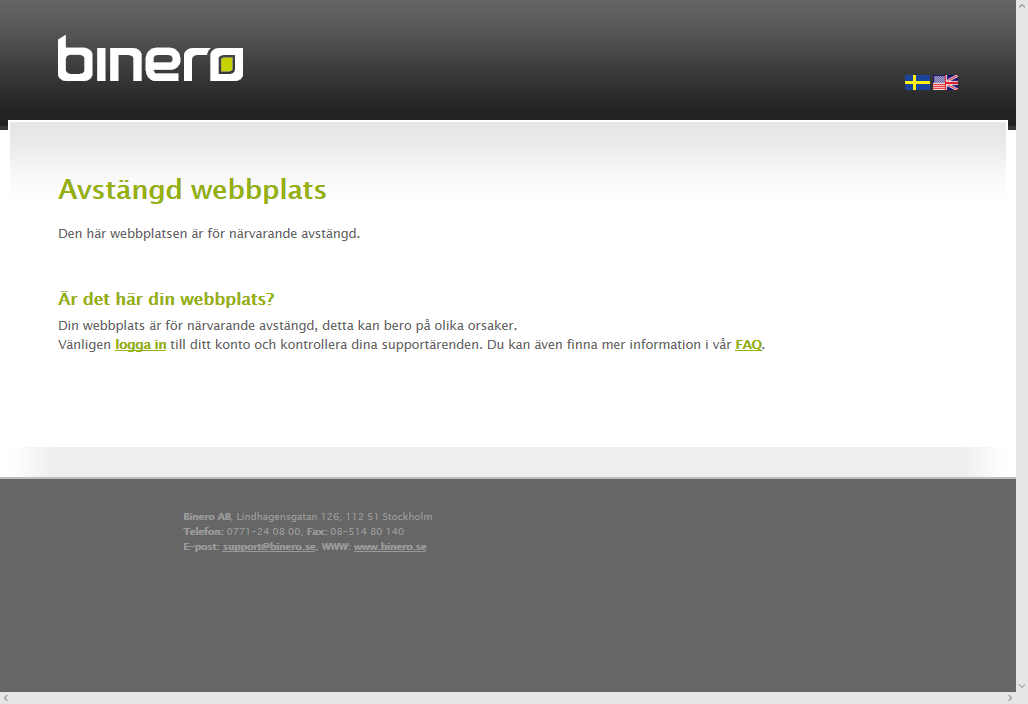 binero
Avstängd webbplats
Den här webbplatsen är för närvarande avstängd.
Är det här din webbplats?
Din webbplats är för närvarande avstängd, detta kan bero på olika orsaker.
Vänligen logga in till ditt konto och kontrollera dina supportärenden. Du kan även finna mer information i vår FAQ.
Binero AB, Lindhagensgatan 126, 112 51 Stockholm
Telefon: 0771-24 08 00, Fax: 08-514 80 140
E-post: support@binero.se, WWW: www.binero.se